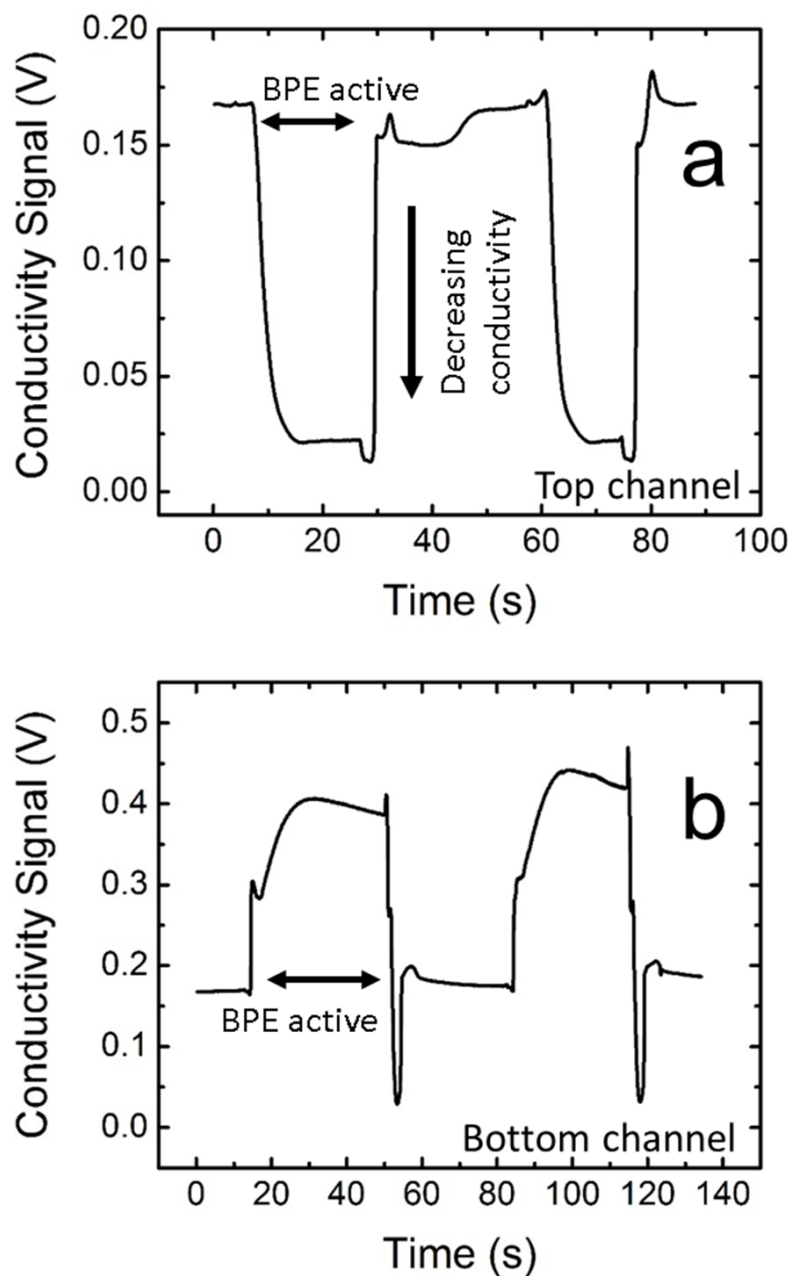 0.20
0.15
0.10
0.05
0.00
Conductivity Signal (V)
BPE active
a
Decreasing
conductivity
Top channel
0 20 40 60 80 100
Time (s)
0.5
0.4
0.3
0.2
0.1
0.0
Conductivity Signal (V)
b
BPE active
Bottom channel
0 20 40 60 80 100 120 140
Time (s)